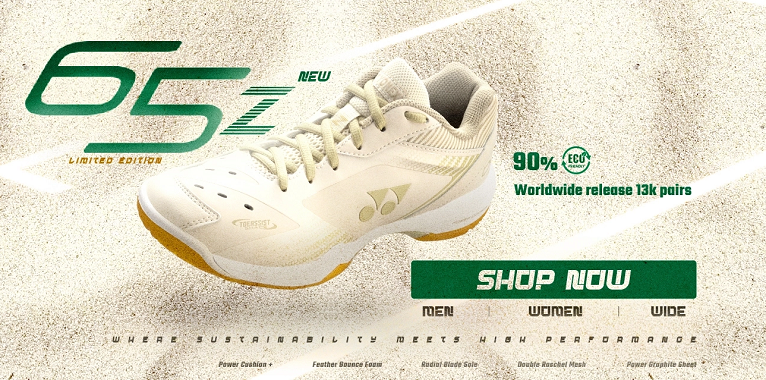 65Z
NEW
LIMITED EDITION
90% ECO
Worldwide release 13k pairs
SHOP NOW
MEN | WOMEN | WIDE
WHERE SUSTAINABILITY MEETS HIGH PERFORMANCE
Power Cushion + Feather Bounce Foam Radial Blade Sole Double Raschel Mesh Power Graphite Sheet